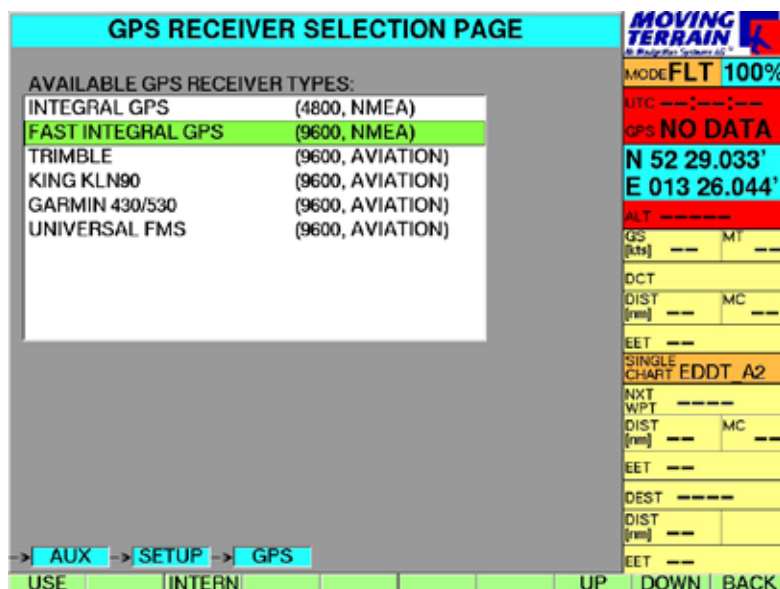 GPS RECEIVER SELECTION PAGE
AVAILABLE GPS RECEIVER TYPES:
INTEGRAL GPS (4800, NMEA)
FAST INTEGRAL GPS (9600, NMEA)
TRIMBLE (9600, AVIATION)
KING KLN90 (9600, AVIATION)
GARMIN 430/530 (9600, AVIATION)
UNIVERSAL FMS (9600, AVIATION)
-> AUX -> SETUP -> GPS
USE INTERN UP DOWN BACK
MOVING
TERRAIN
MODE FLT 100%
UTC --:--:--
GPS NO DATA
N 52 29.033'
E 013 26.044'
ALT -----
GS [kts] -- MT --
DCT
DIST [nm] -- MC --
EET --
SINGLE CHART EDDT_A2
NXT WPT ----
DIST [nm] -- MC --
EET --
DEST ----
DIST [nm] --
EET --